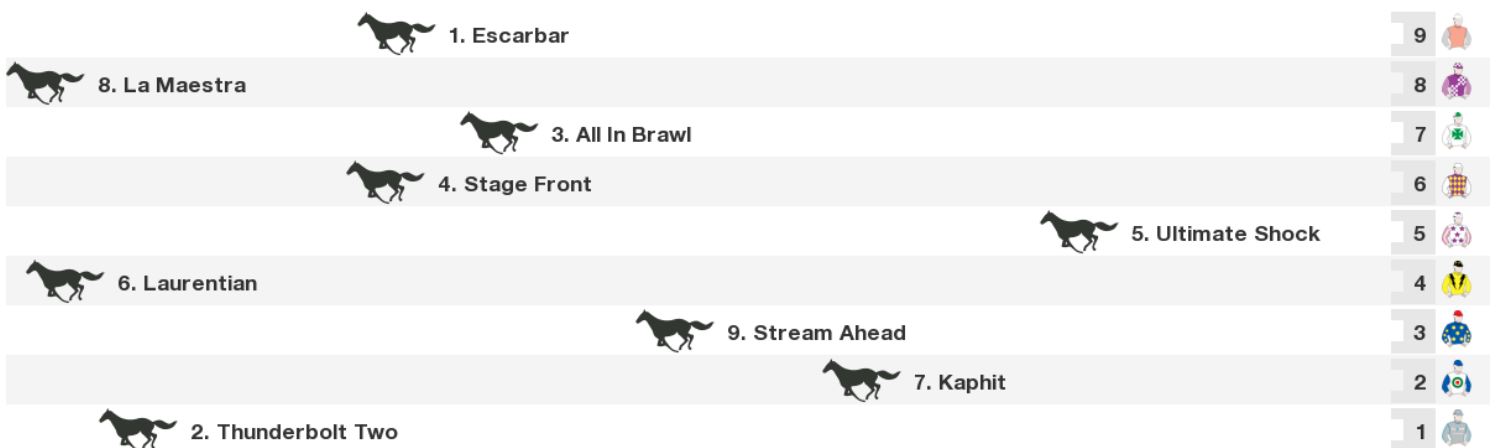 1. Escarbar 9
8. La Maestra 8
3. All In Brawl 7
4. Stage Front 6
5. Ultimate Shock 5
6. Laurentian 4
9. Stream Ahead 3
7. Kaphit 2
2. Thunderbolt Two 1